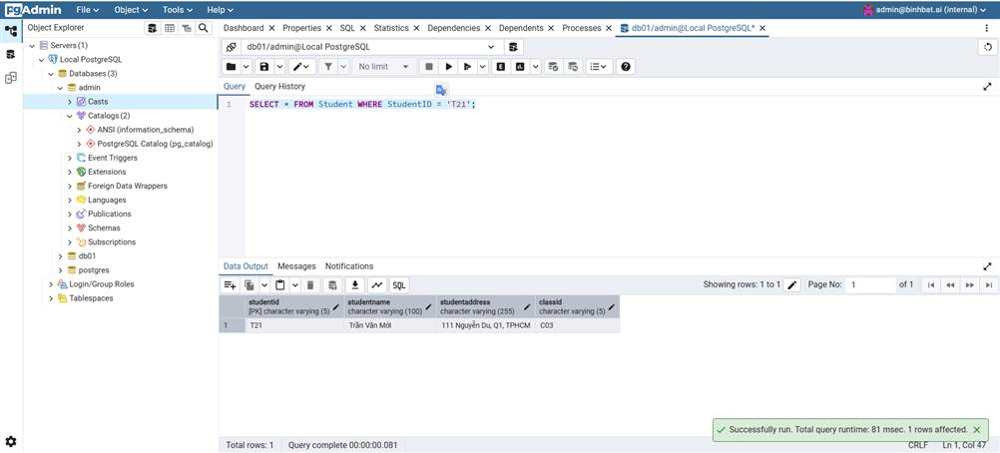 pgAdmin File Object Tools Help admin@binhbat.ai (internal)
Object Explorer
Dashboard Properties SQL Statistics Dependencies Dependents Processes db01/admin@Local PostgreSQL*
Servers (1)
Local PostgreSQL
Databases (3)
admin
Casts
Catalogs (2)
ANSI (information_schema)
PostgreSQL Catalog (pg_catalog)
Event Triggers
Extensions
Foreign Data Wrappers
Languages
Publications
Schemas
Subscriptions
db01
postgres
Login/Group Roles
Tablespaces
db01/admin@Local PostgreSQL
No limit
Query Query History
1 SELECT * FROM Student WHERE StudentID = 'T21';
Data Output Messages Notifications
SQL Showing rows: 1 to 1 Page No: 1 of 1
studentid studentname studentaddress classid
[PK] character varying (5) character varying (100) character varying (255) character varying (5)
1 T21 Trần Văn Mới 111 Nguyễn Du, Q1, TPHCM C03
Successfully run. Total query runtime: 81 msec. 1 rows affected.
Total rows: 1 Query complete 00:00:00.081 CRLF Ln 1, Col 47